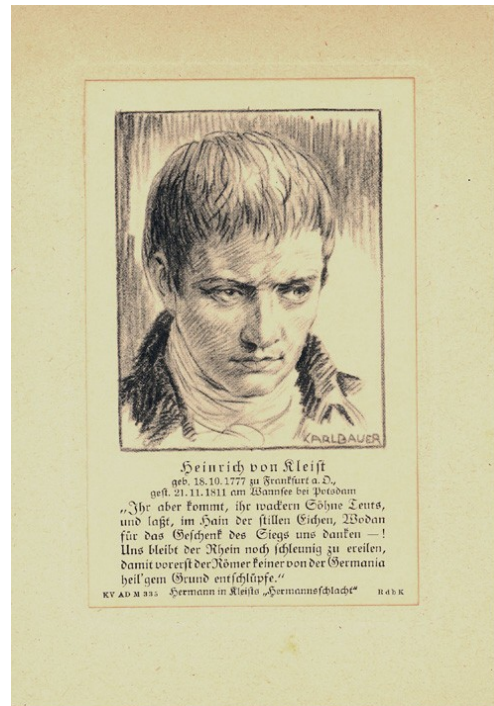 KARL BAUER
Heinrich von Kleist
geb. 18.10.1777 zu Frankfurt a. O.,
gest. 21.11.1811 am Wannsee bei Potsdam
„Ihr aber kommt, ihr wackern Söhne Teuts,
und laßt, im Hain der stillen Eichen, Wodan
für das Geschenk des Siegs uns danken —!
Uns bleibt der Rhein noch schleunig zu ereilen,
damit vorerst der Römer keiner von der Germania
heil'gem Grund entschlüpfe.“
KV AD M 335 Hermann in Kleists „Hermannsschlacht“ RdbK